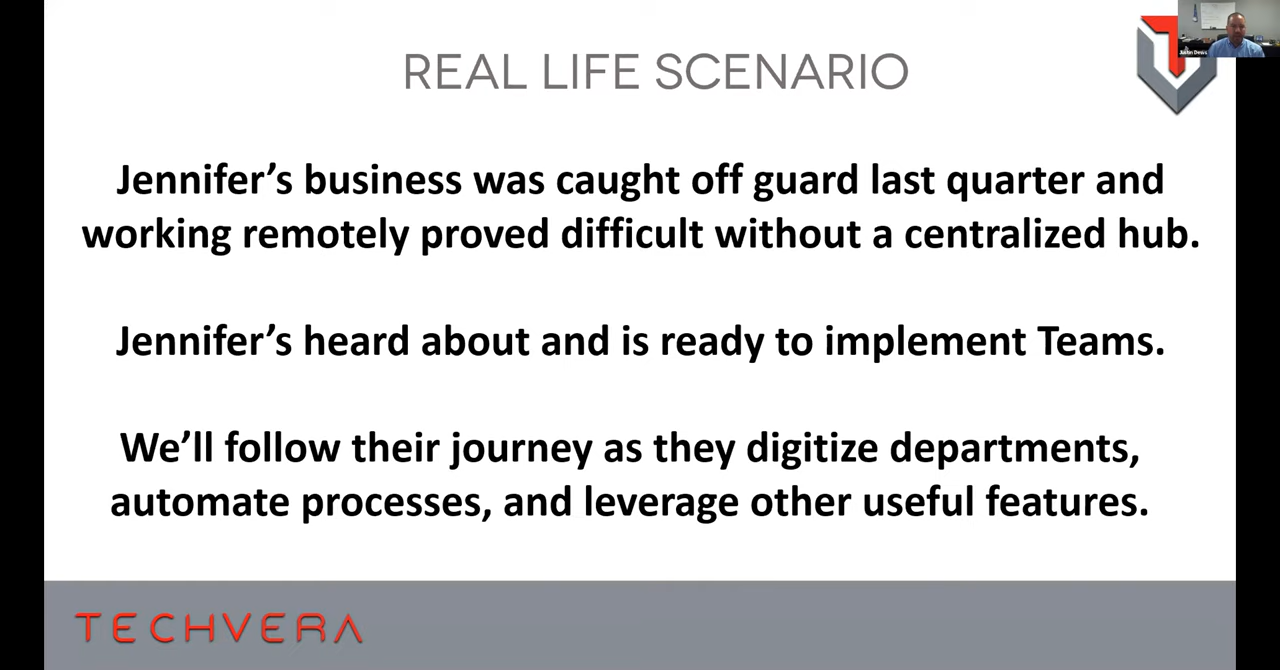 REAL LIFE SCENARIO
Justin Dews
Jennifer’s business was caught off guard last quarter and
working remotely proved difficult without a centralized hub.
Jennifer’s heard about and is ready to implement Teams.
We’ll follow their journey as they digitize departments,
automate processes, and leverage other useful features.
TECHVERA